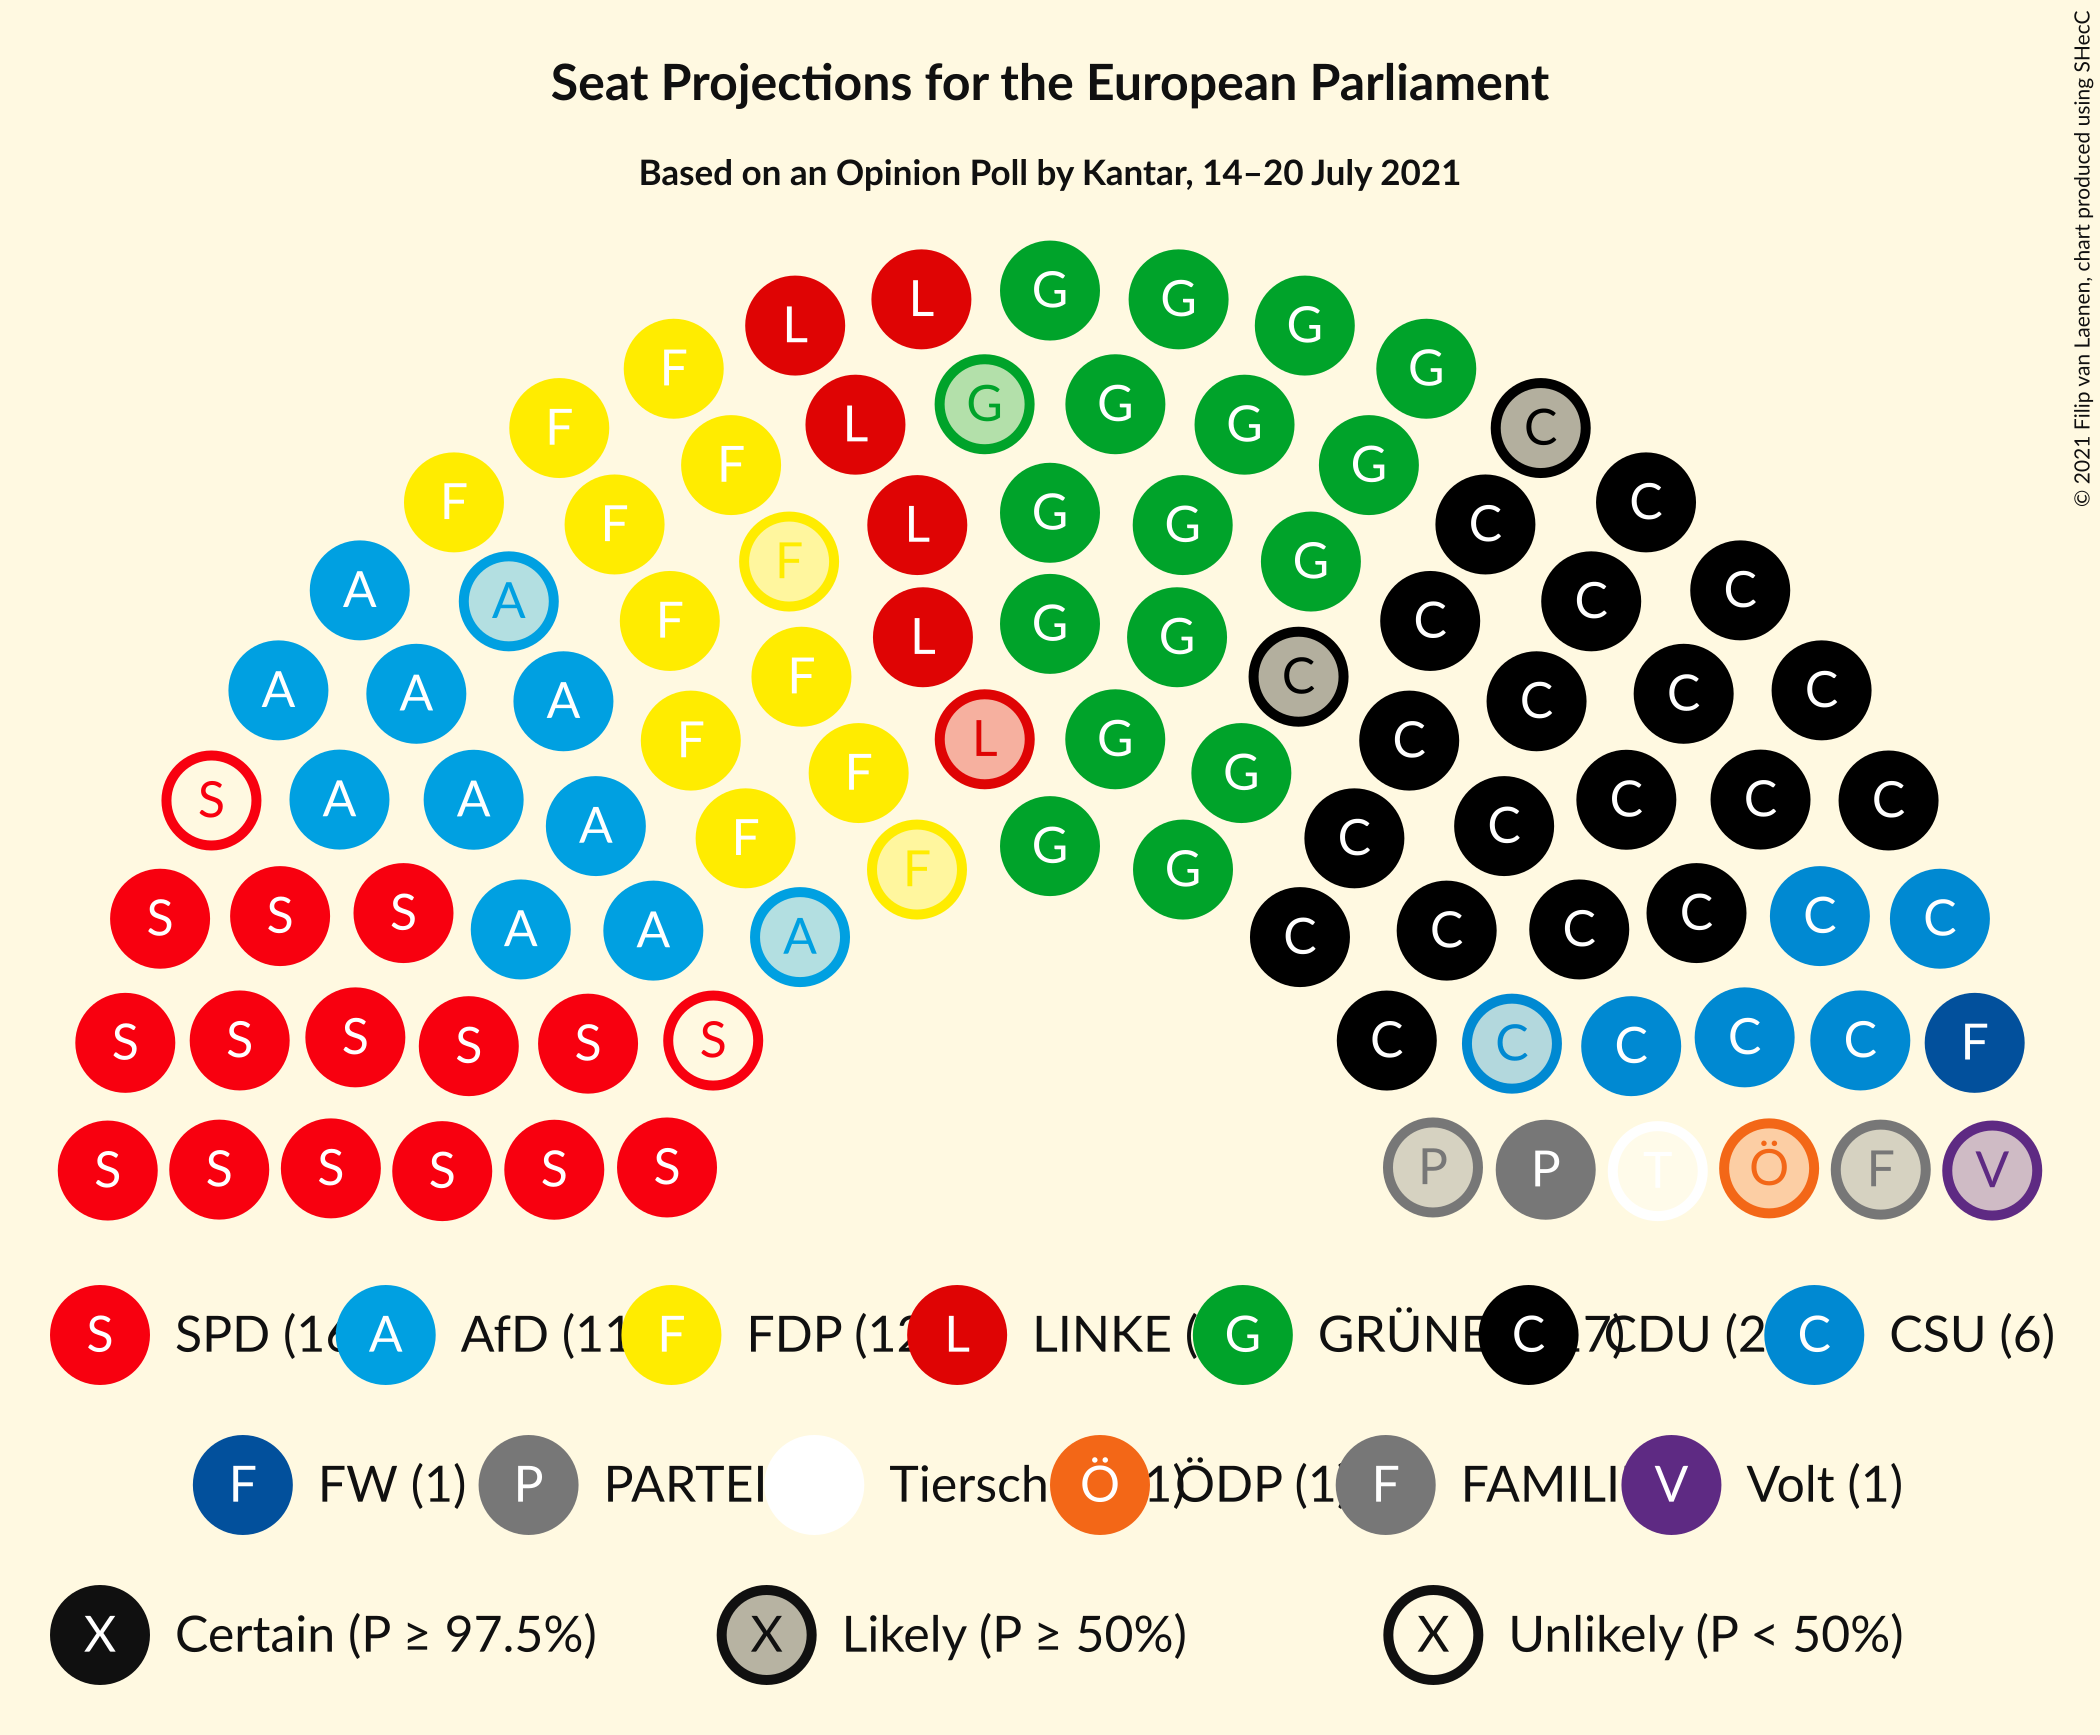 Seat Projections for the European Parliament
Based on an Opinion Poll by Kantar, 14–20 July 2021
© 2021 Filip van Laenen, chart produced using SHecC
L L G G G G
F L G G G G C
F F L G G G C C
F F F L G G G C C
A A F F L G G C C C C
A A A F F L G G C C C C C
S A A A F F G G C C C C C C
S S S A A A C C C C C C
S S S S S S C C C C C F
S S S S S S P P T Ö F V
S SPD (16 A AfD (11 F FDP (12 L LINKE ( G GRÜNE C 7) CDU (2 C CSU (6)
F FW (1) P PARTEI Tiersch Ö 1) ÖDP (1 F FAMILI V Volt (1)
X Certain (P ≥ 97.5%) X Likely (P ≥ 50%) X Unlikely (P < 50%)